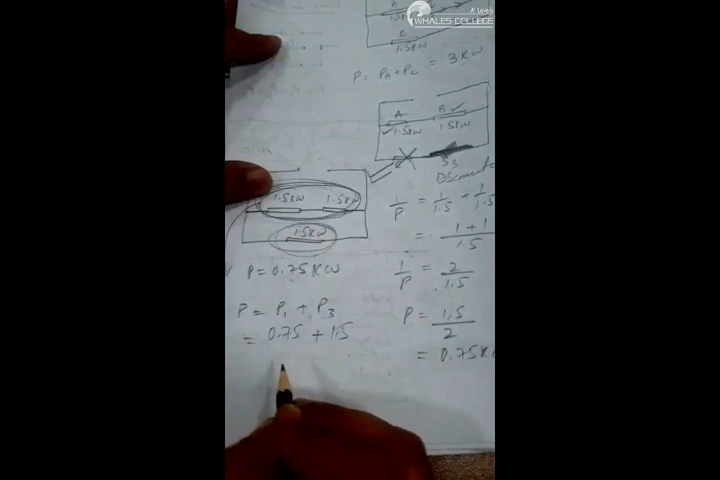 K Levels
WHALES COLLEGE
1.5KW
C
1.5KW
P = PA + PC = 3KW
A
B
1.5KW
1.5KW
S3
1.5KW
1.5KW
1.5KW
P = 0.75KW
P = P1 + P3
= 0.75 + 1.5
1/P = 1/1.5 + 1/1.5
= 1+1/1.5
1/P = 2/1.5
P = 1.5/2
= 0.75K